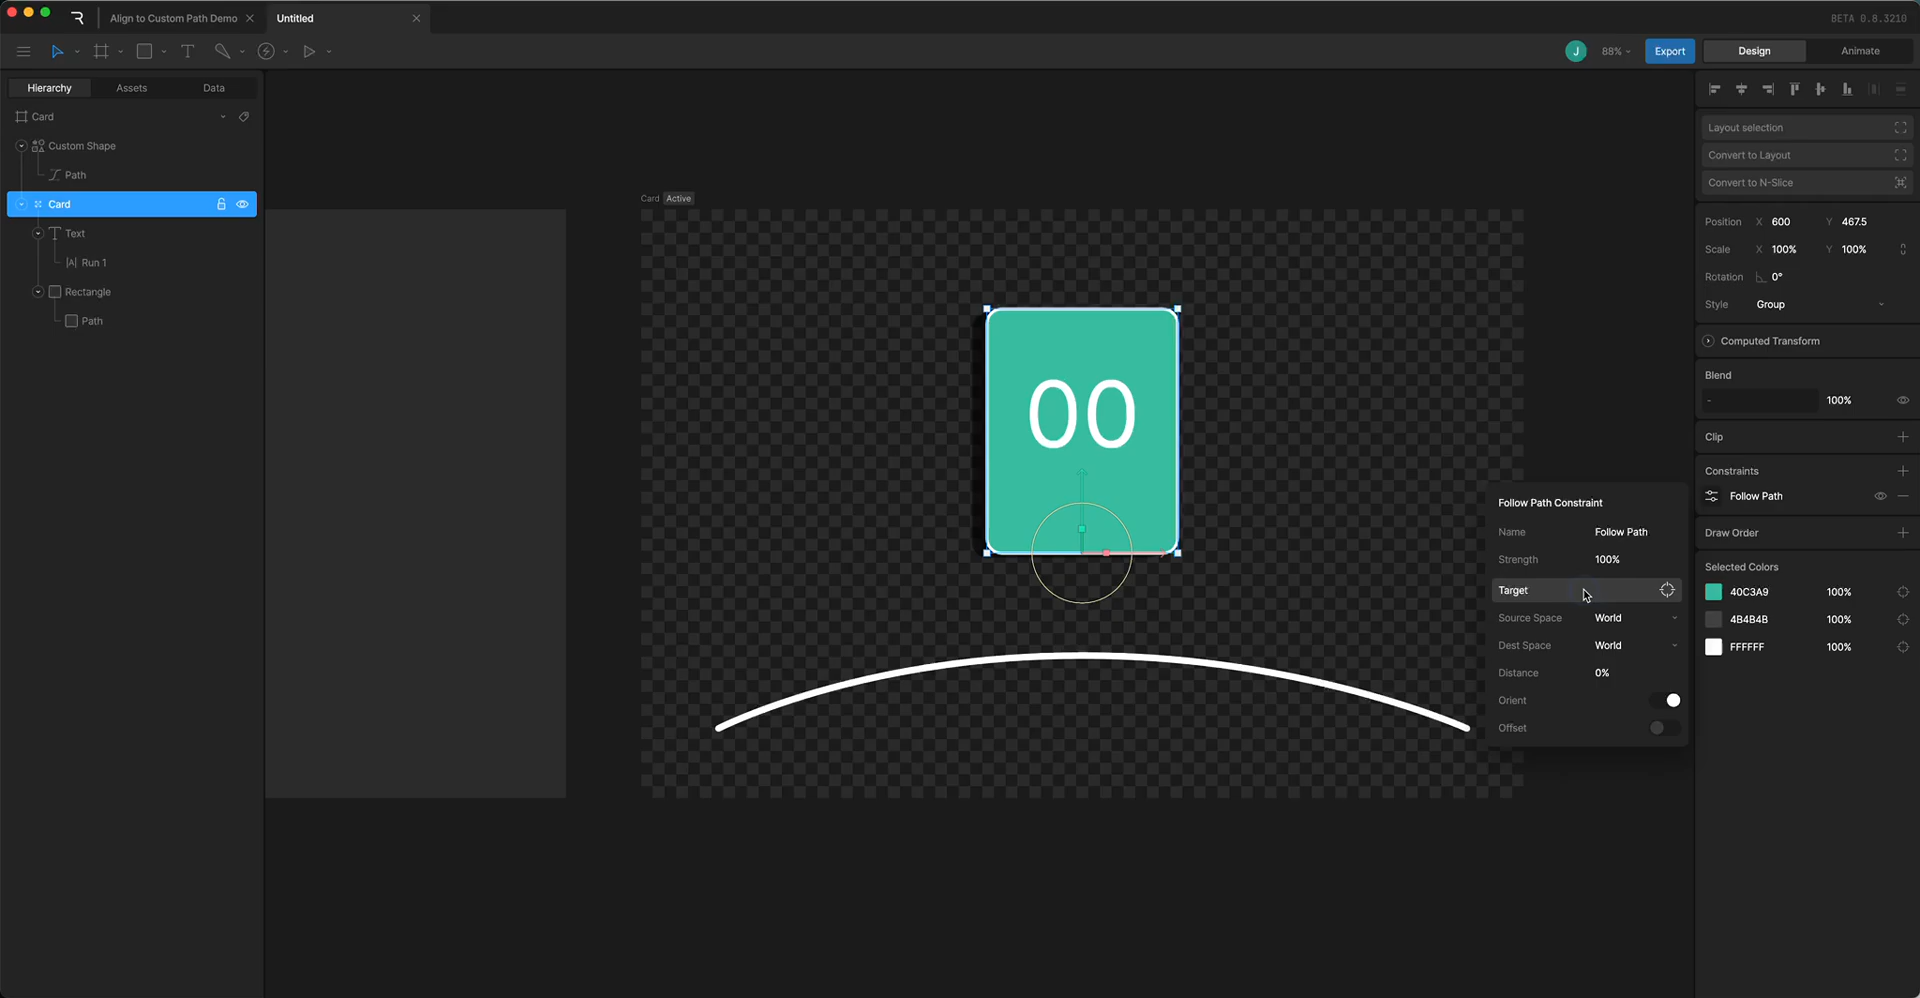 Align to Custom Path Demo
Untitled
BETA 0.8.3210
J
88%
Export
Design
Animate
Hierarchy
Assets
Data
Card
Custom Shape
Path
Card
Text
Run 1
Rectangle
Path
Card
Active
00
Follow Path Constraint
Name
Follow Path
Strength
100%
Target
Source Space
World
Dest Space
World
Distance
0%
Orient
Offset
Layout selection
Convert to Layout
Convert to N-Slice
Position X 600 Y 467.5
Scale X 100% Y 100%
Rotation 0°
Style Group
Computed Transform
Blend
- 100%
Clip
Constraints
Follow Path
Draw Order
Selected Colors
40C3A9 100%
4B4B4B 100%
FFFFFF 100%